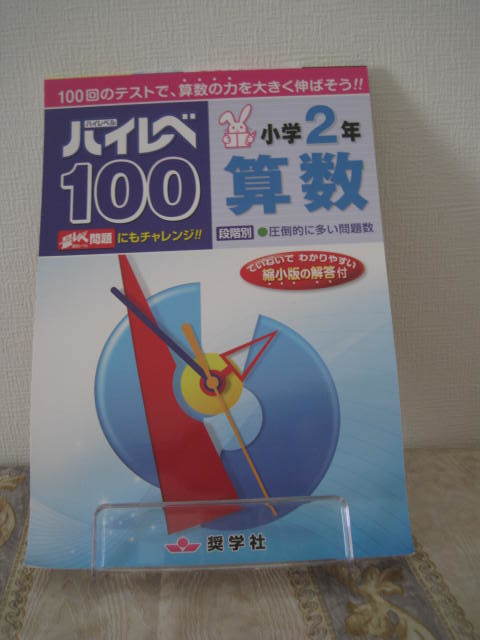 100回のテストで、算数の力を大きく伸ばそう!!
ハイレベル
ハイレベ
100
小学2年
算数
最レベ問題にもチャレンジ!!
段階別 ●圧倒的に多い問題数
ていねいで わかりやすい
縮小版の解答付
奨学社